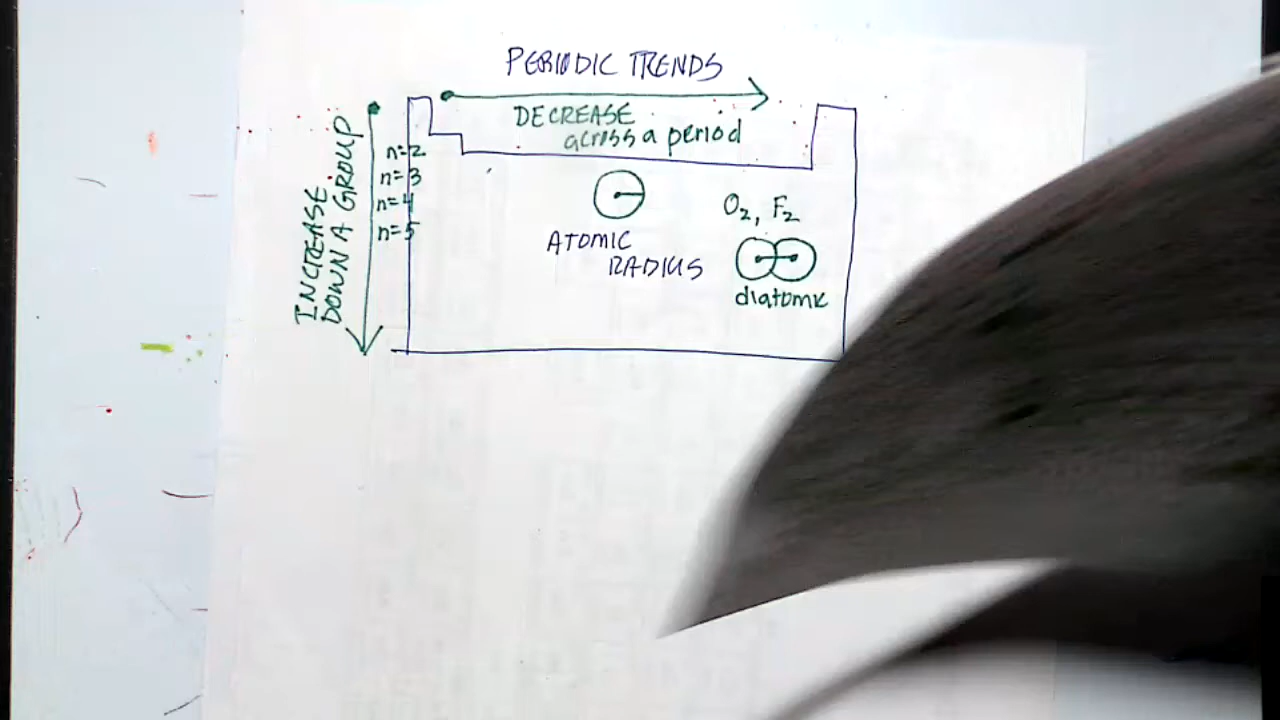 PERIODIC TRENDS
DECREASE
across a period
INCREASE
DOWN A GROUP
n=2
n=3
n=4
n=5
ATOMIC
RADIUS
O₂, F₂
diatomic